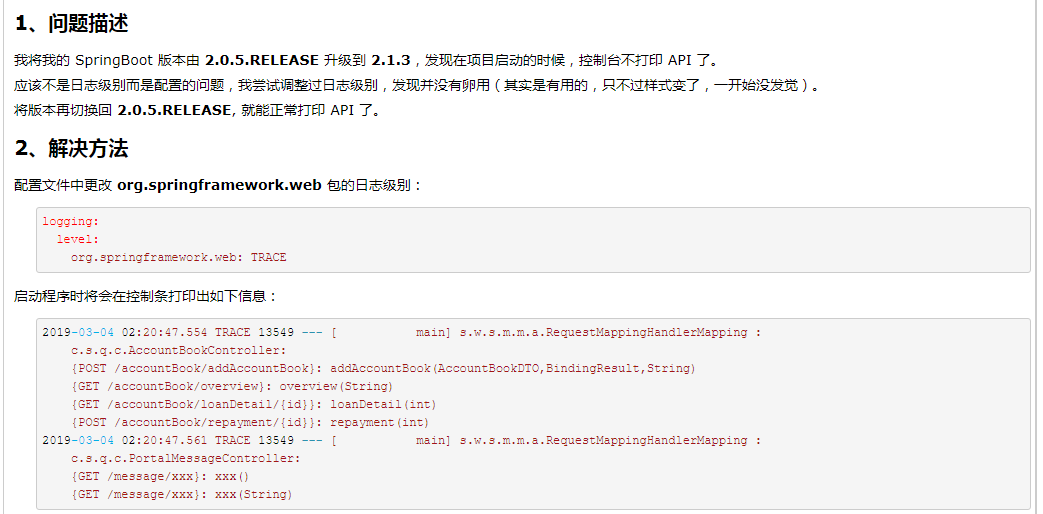 1、问题描述
我将我的 SpringBoot 版本由 2.0.5.RELEASE 升级到 2.1.3，发现在项目启动的时候，控制台不打印 API 了。
应该不是日志级别而是配置的问题，我尝试调整过日志级别，发现并没有卵用（其实是有用的，只不过样式变了，一开始没发觉）。
将版本再切换回 2.0.5.RELEASE, 就能正常打印 API 了。
2、解决方法
配置文件中更改 org.springframework.web 包的日志级别：
logging:
  level:
    org.springframework.web: TRACE
启动程序时将会在控制条打印出如下信息：
2019-03-04 02:20:47.554 TRACE 13549 --- [           main] s.w.s.m.m.a.RequestMappingHandlerMapping :
    c.s.q.c.AccountBookController:
    {POST /accountBook/addAccountBook}: addAccountBook(AccountBookDTO,BindingResult,String)
    {GET /accountBook/overview}: overview(String)
    {GET /accountBook/loanDetail/{id}}: loanDetail(int)
    {POST /accountBook/repayment/{id}}: repayment(int)
2019-03-04 02:20:47.561 TRACE 13549 --- [           main] s.w.s.m.m.a.RequestMappingHandlerMapping :
    c.s.q.c.PortalMessageController:
    {GET /message/xxx}: xxx()
    {GET /message/xxx}: xxx(String)